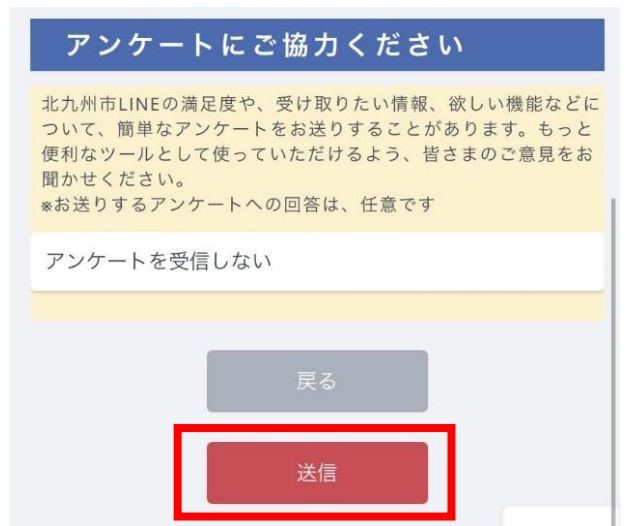 アンケートにご協力ください
北九州市LINEの満足度や、受け取りたい情報、欲しい機能などに
ついて、簡単なアンケートをお送りすることがあります。もっと
便利なツールとして使っていただけるよう、皆さまのご意見をお
聞かせください。
※お送りするアンケートへの回答は、任意です
アンケートを受信しない
戻る
送信